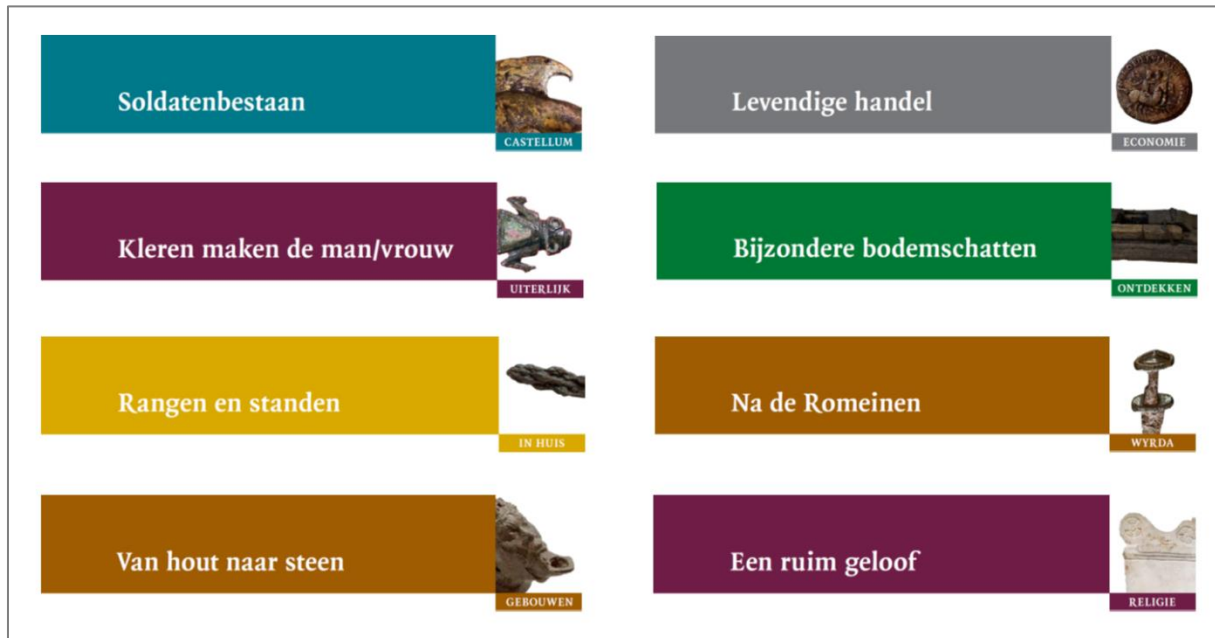 Soldatenbestaan
CASTELLUM
Kleren maken de man/vrouw
UITERLIJK
Rangen en standen
IN HUIS
Van hout naar steen
GEBOUWEN
Levendige handel
ECONOMIE
Bijzondere bodemschatten
ONTDEKKEN
Na de Romeinen
WYRDA
Een ruim geloof
RELIGIE